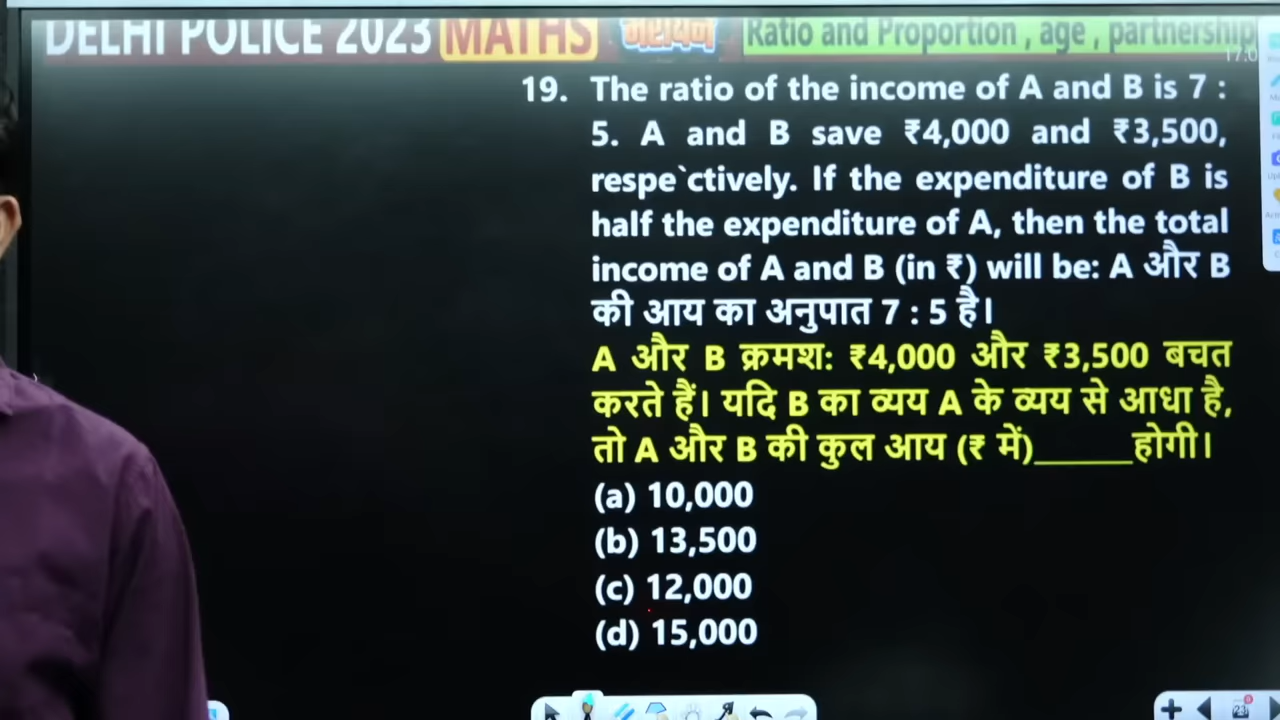 DELHI POLICE 2023 MATHS Ratio and Proportion , age , partnership
17:0
19. The ratio of the income of A and B is 7 :
5. A and B save ₹4,000 and ₹3,500,
respe`ctively. If the expenditure of B is
half the expenditure of A, then the total
income of A and B (in ₹) will be: A और B
की आय का अनुपात 7 : 5 है।
A और B क्रमश: ₹4,000 और ₹3,500 बचत
करते हैं। यदि B का व्यय A के व्यय से आधा है,
तो A और B की कुल आय (₹ में)______होगी।
(a) 10,000
(b) 13,500
(c) 12,000
(d) 15,000
23